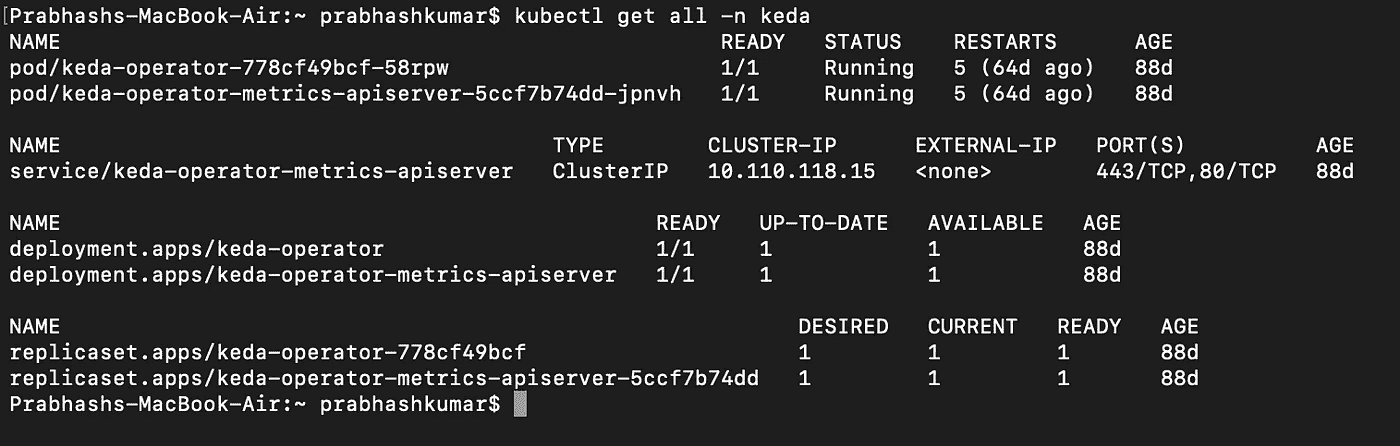 [Prabhashs-MacBook-Air:~ prabhashkumar$ kubectl get all -n keda
NAME READY STATUS RESTARTS AGE
pod/keda-operator-778cf49bcf-58rpw 1/1 Running 5 (64d ago) 88d
pod/keda-operator-metrics-apiserver-5ccf7b74dd-jpnvh 1/1 Running 5 (64d ago) 88d
NAME TYPE CLUSTER-IP EXTERNAL-IP PORT(S) AGE
service/keda-operator-metrics-apiserver ClusterIP 10.110.118.15 <none> 443/TCP,80/TCP 88d
NAME READY UP-TO-DATE AVAILABLE AGE
deployment.apps/keda-operator 1/1 1 1 88d
deployment.apps/keda-operator-metrics-apiserver 1/1 1 1 88d
NAME DESIRED CURRENT READY AGE
replicaset.apps/keda-operator-778cf49bcf 1 1 1 88d
replicaset.apps/keda-operator-metrics-apiserver-5ccf7b74dd 1 1 1 88d
Prabhashs-MacBook-Air:~ prabhashkumar$